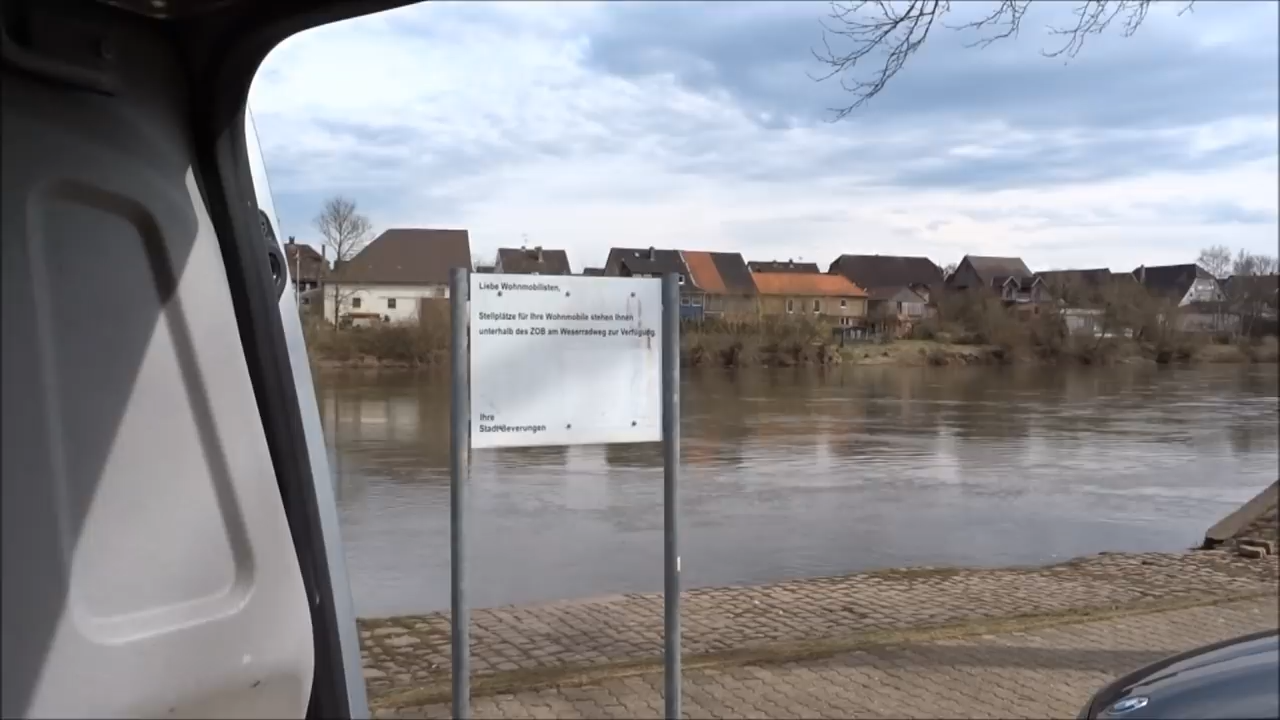 Liebe Wohnmobilisten,
Stellplätze für Ihre Wohnmobile stehen Ihnen
unterhalb des ZOB am Weserradweg zur Verfügung.
Ihre
Stadt Beverungen